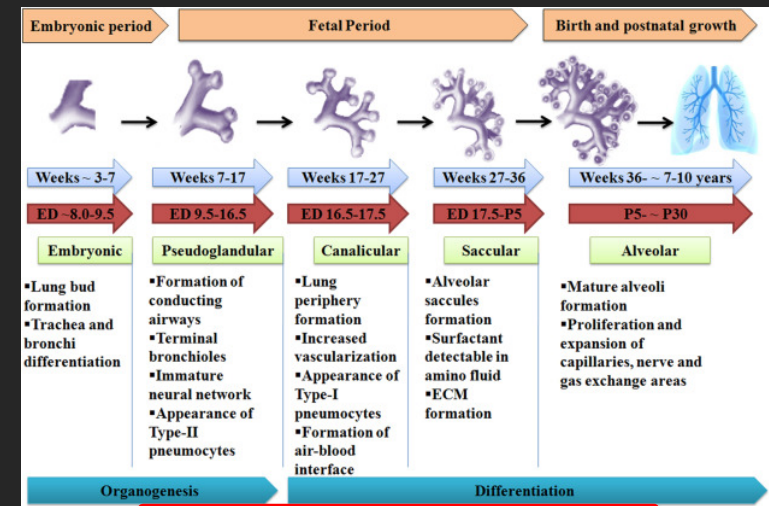 Embryonic period
Fetal Period
Birth and postnatal growth
Weeks ~ 3-7
Weeks 7-17
Weeks 17-27
Weeks 27-36
Weeks 36- ~ 7-10 years
ED ~8.0-9.5
ED 9.5-16.5
ED 16.5-17.5
ED 17.5-P5
P5- ~ P30
Embryonic
Pseudoglandular
Canalicular
Saccular
Alveolar
▪Lung bud
formation
▪Trachea and
bronchi
differentiation
▪Formation of
conducting
airways
▪Terminal
bronchioles
▪Immature
neural network
▪Appearance of
Type-II
pneumocytes
▪Lung
periphery
formation
▪Increased
vascularization
▪Appearance of
Type-I
pneumocytes
▪Formation of
air-blood
interface
▪Alveolar
saccules
formation
▪Surfactant
detectable in
amino fluid
▪ECM
formation
▪Mature alveoli
formation
▪Proliferation and
expansion of
capillaries, nerve and
gas exchange areas
Organogenesis
Differentiation